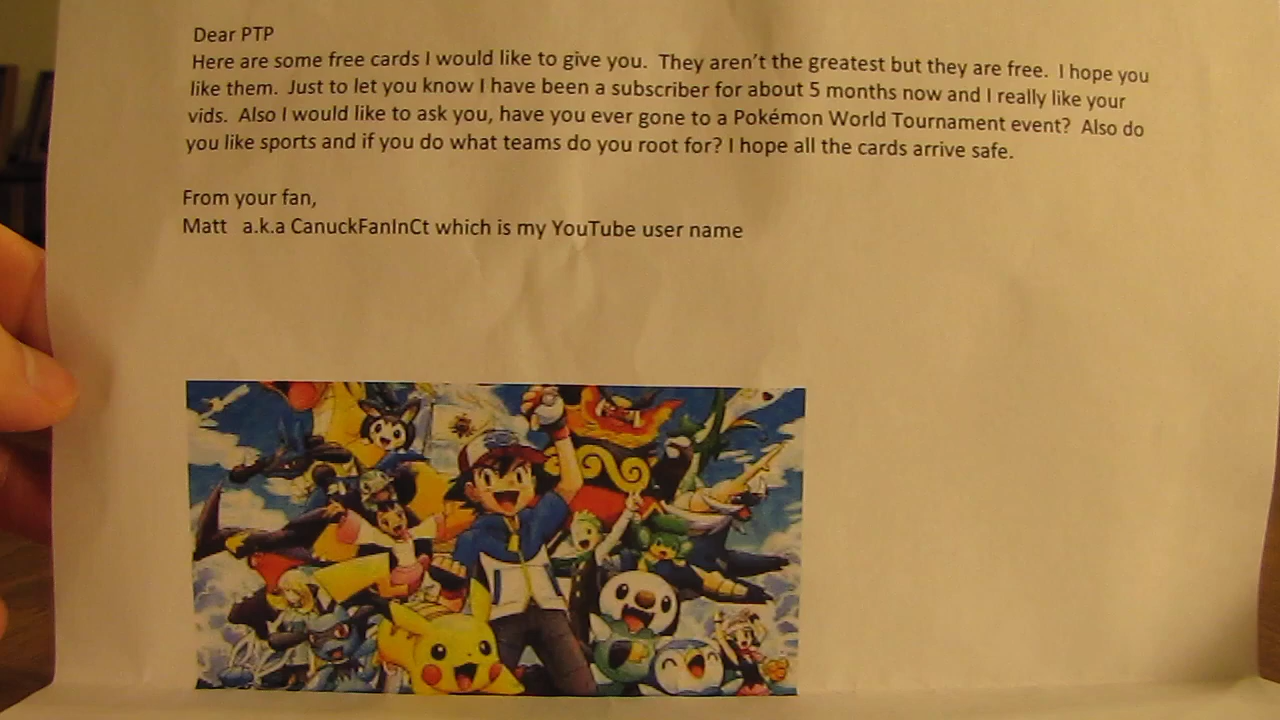 Dear PTP
Here are some free cards I would like to give you.  They aren't the greatest but they are free.  I hope you
like them.  Just to let you know I have been a subscriber for about 5 months now and I really like your
vids.  Also I would like to ask you, have you ever gone to a Pokémon World Tournament event?  Also do
you like sports and if you do what teams do you root for? I hope all the cards arrive safe.
From your fan,
Matt   a.k.a CanuckFanInCt which is my YouTube user name